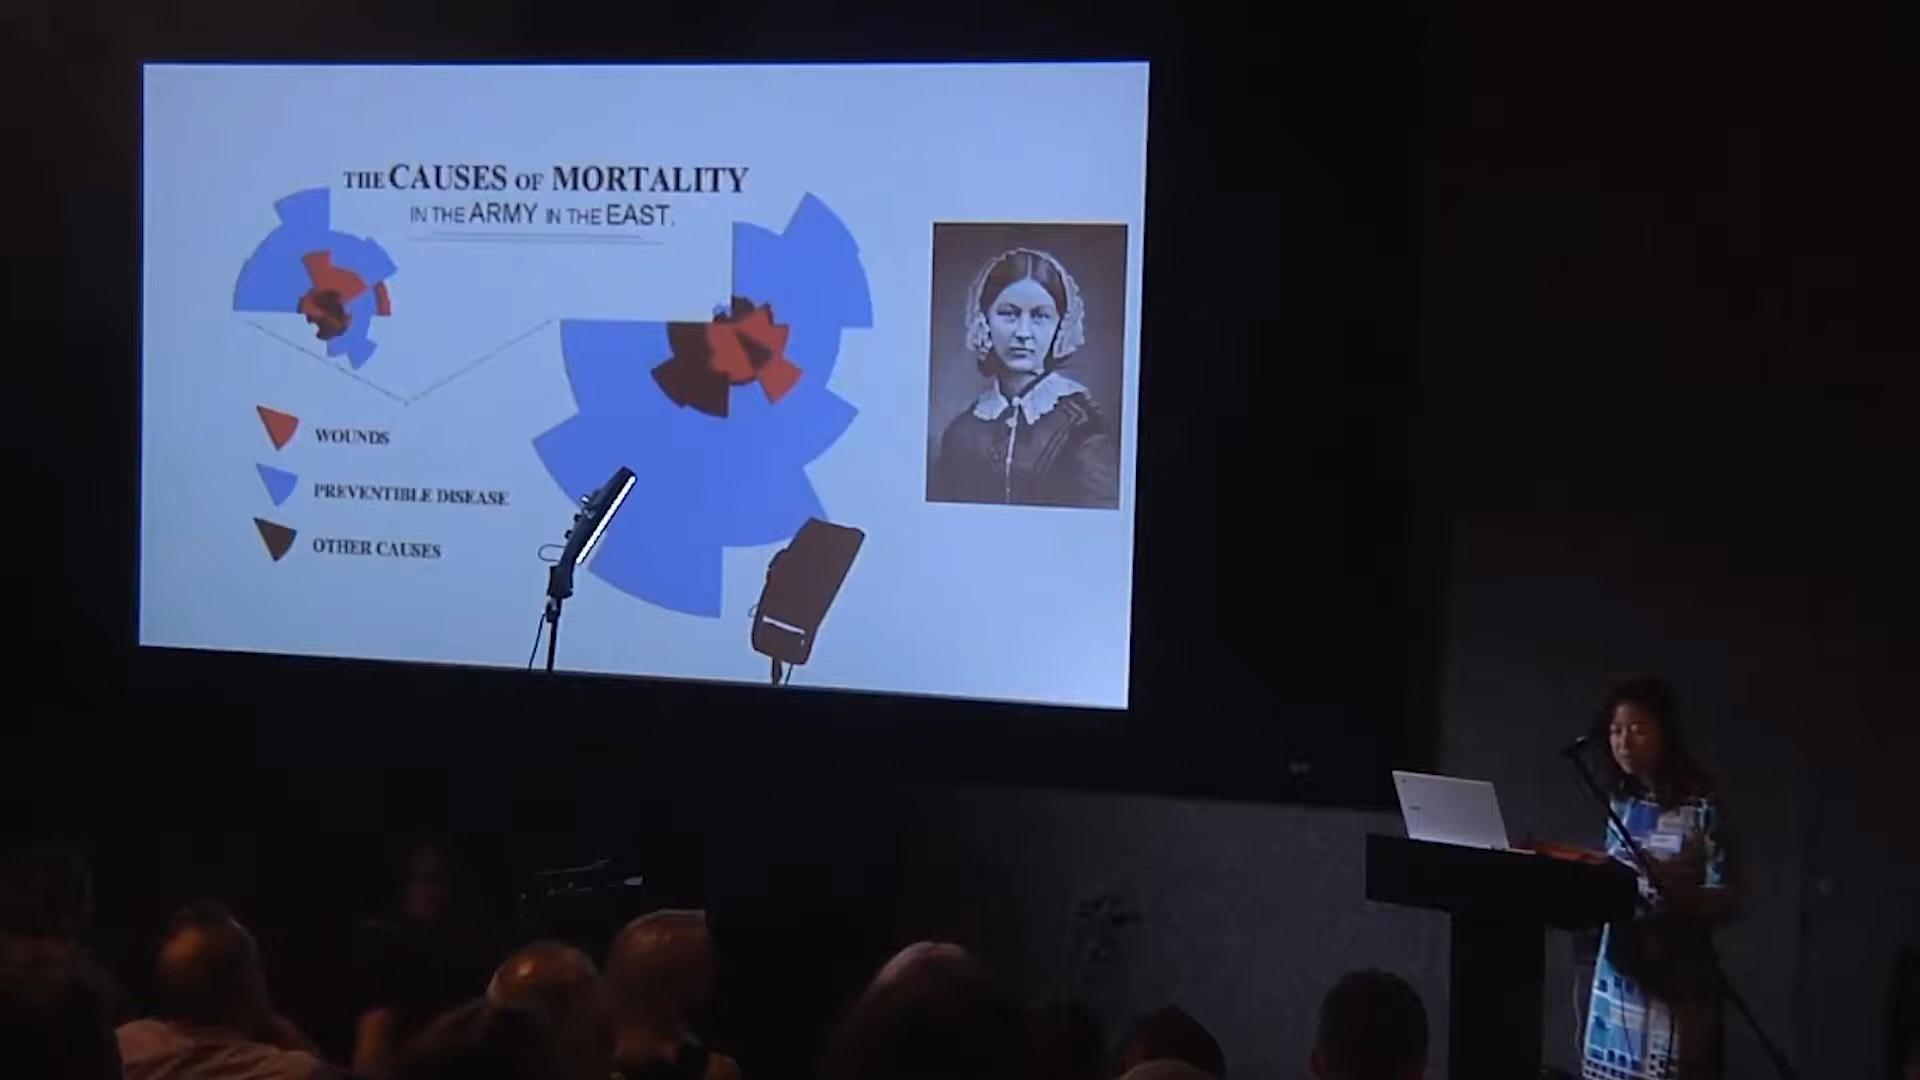 THE CAUSES OF MORTALITY
IN THE ARMY IN THE EAST.
WOUNDS
PREVENTIBLE DISEASE
OTHER CAUSES